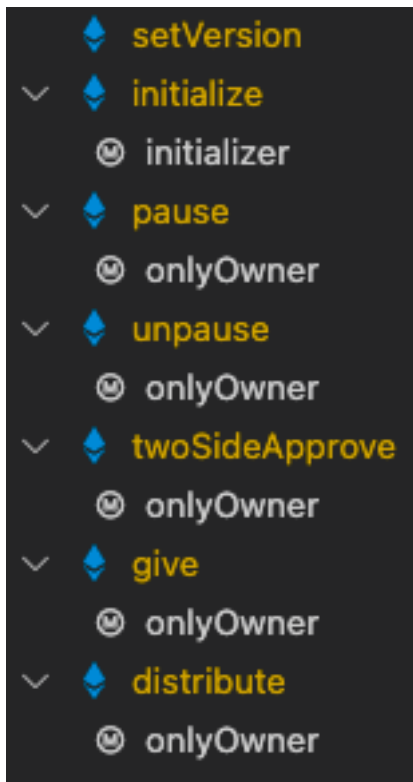 setVersion
initialize
initializer
pause
onlyOwner
unpause
onlyOwner
twoSideApprove
onlyOwner
give
onlyOwner
distribute
onlyOwner